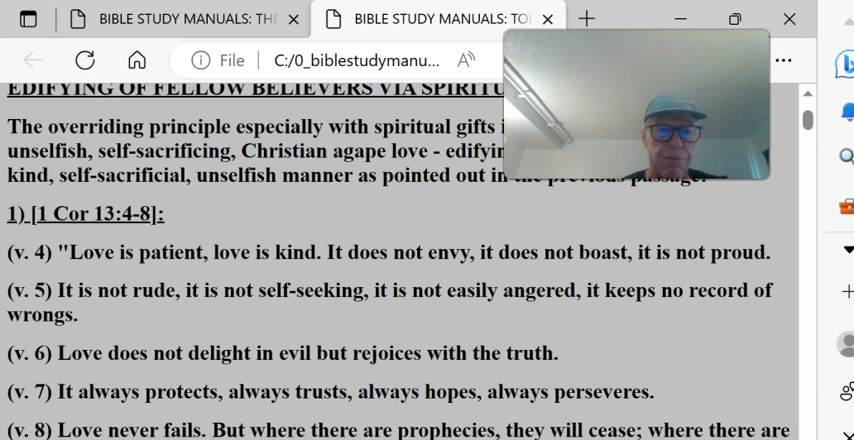 BIBLE STUDY MANUALS: THE
BIBLE STUDY MANUALS: TO
File
C:/0_biblestudymanu...
EDIFYING OF FELLOW BELIEVERS VIA
The overriding principle especially with spiritual gifts
unselfish, self-sacrificing, Christian agape love -
kind, self-sacrificial, unselfish manner as pointed out in the previous passage.
1) [1 Cor 13:4-8]:
(v. 4) "Love is patient, love is kind. It does not envy, it does not boast, it is not proud.
(v. 5) It is not rude, it is not self-seeking, it is not easily angered, it keeps no record of
wrongs.
(v. 6) Love does not delight in evil but rejoices with the truth.
(v. 7) It always protects, always trusts, always hopes, always perseveres.
(v. 8) Love never fails. But where there are prophecies, they will cease; where there are